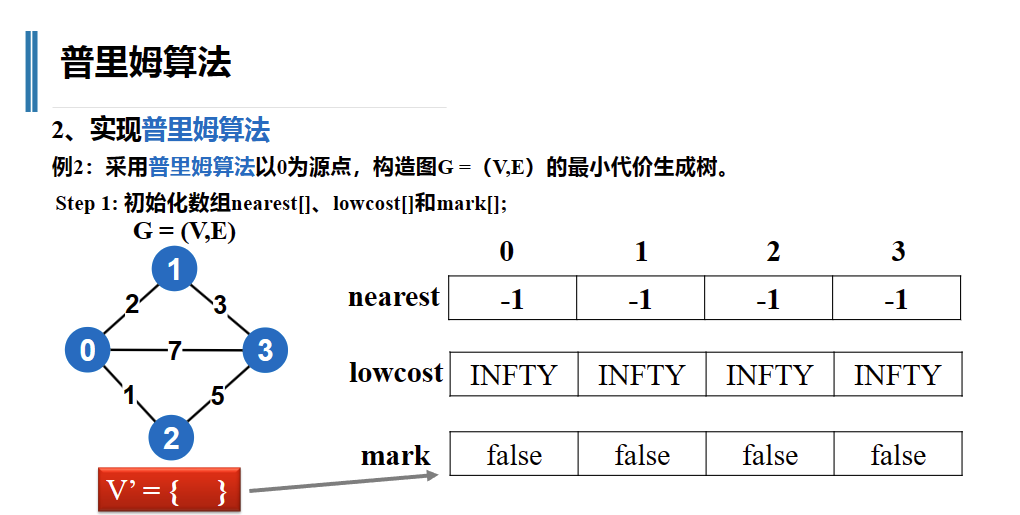 普里姆算法
2、实现普里姆算法
例2：采用普里姆算法以0为源点，构造图G =（V,E）的最小代价生成树。
Step 1: 初始化数组nearest[]、lowcost[]和mark[];
G = (V,E)
1
2 3
0 7 3
1 5
2
V’ = { }
0 1 2 3
nearest -1 -1 -1 -1
lowcost INFTY INFTY INFTY INFTY
mark false false false false